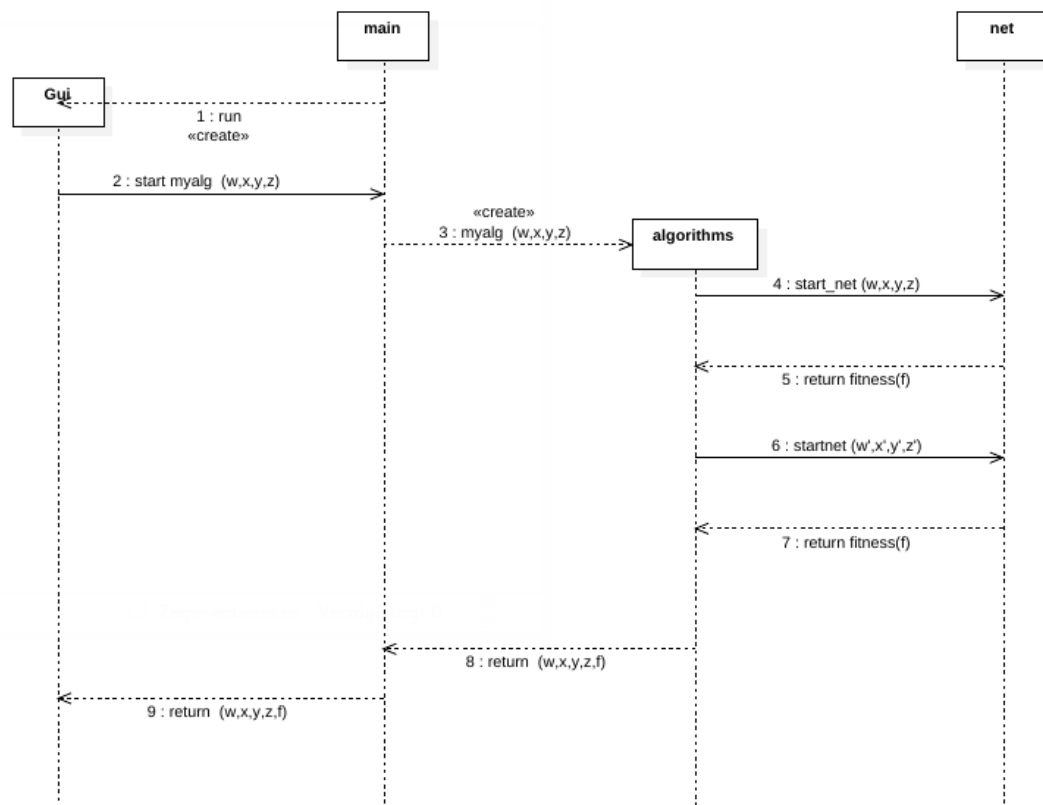 main
net
Gui
1 : run
«create»
2 : start myalg (w,x,y,z)
«create»
3 : myalg (w,x,y,z)
algorithms
4 : start_net (w,x,y,z)
5 : return fitness(f)
6 : startnet (w',x',y',z')
7 : return fitness(f)
8 : return (w,x,y,z,f)
9 : return (w,x,y,z,f)